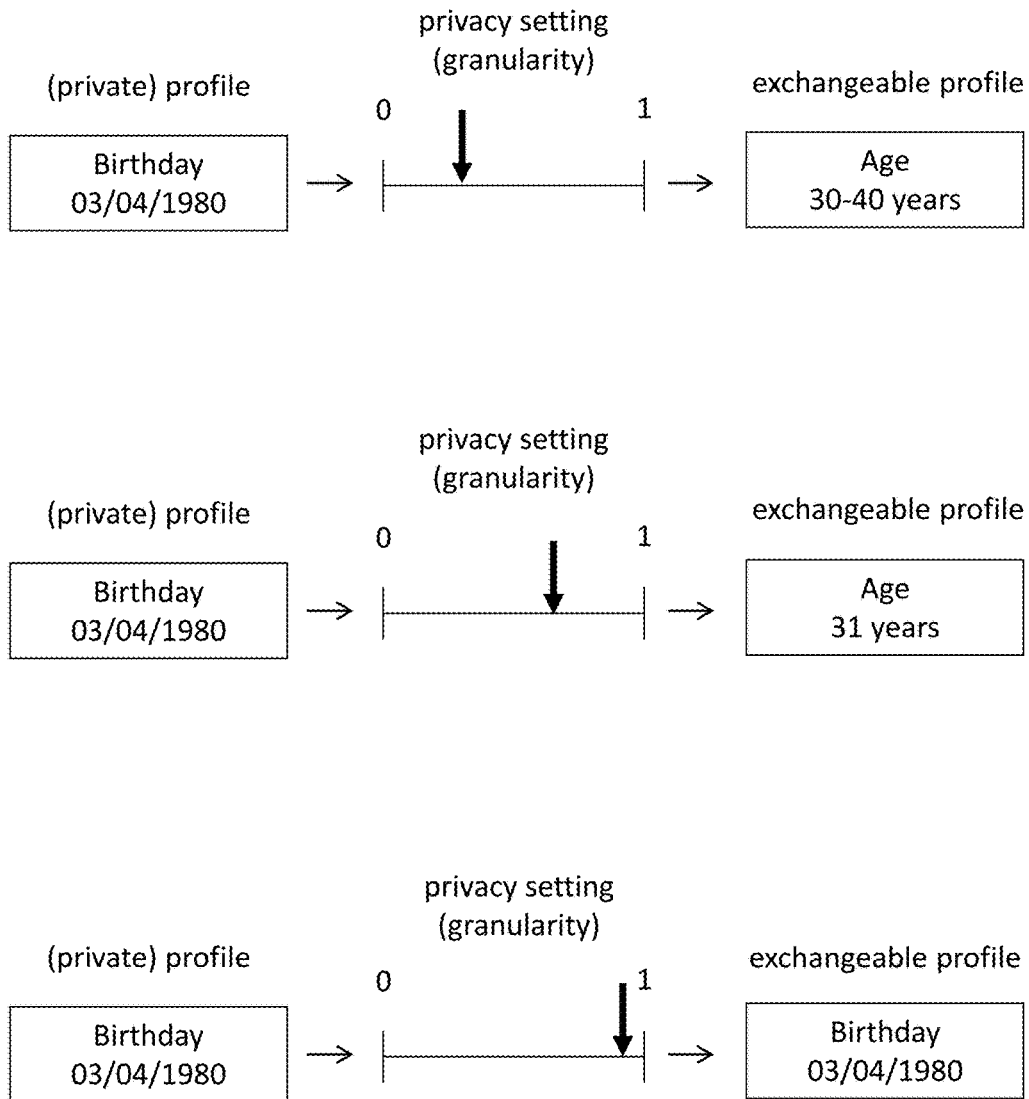 privacy setting
(granularity)
(private) profile
exchangeable profile
0
1
Birthday
03/04/1980
Age
30-40 years
privacy setting
(granularity)
(private) profile
exchangeable profile
0
1
Birthday
03/04/1980
Age
31 years
privacy setting
(granularity)
(private) profile
exchangeable profile
0
1
Birthday
03/04/1980
Birthday
03/04/1980